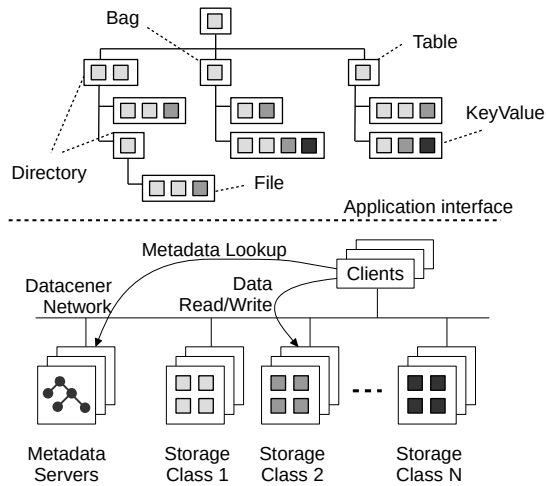 Bag
Table
KeyValue
Directory
File
Application interface
Metadata Lookup
Clients
Datacener
Network
Data
Read/Write
Metadata
Servers
Storage
Class 1
Storage
Class 2
Storage
Class N